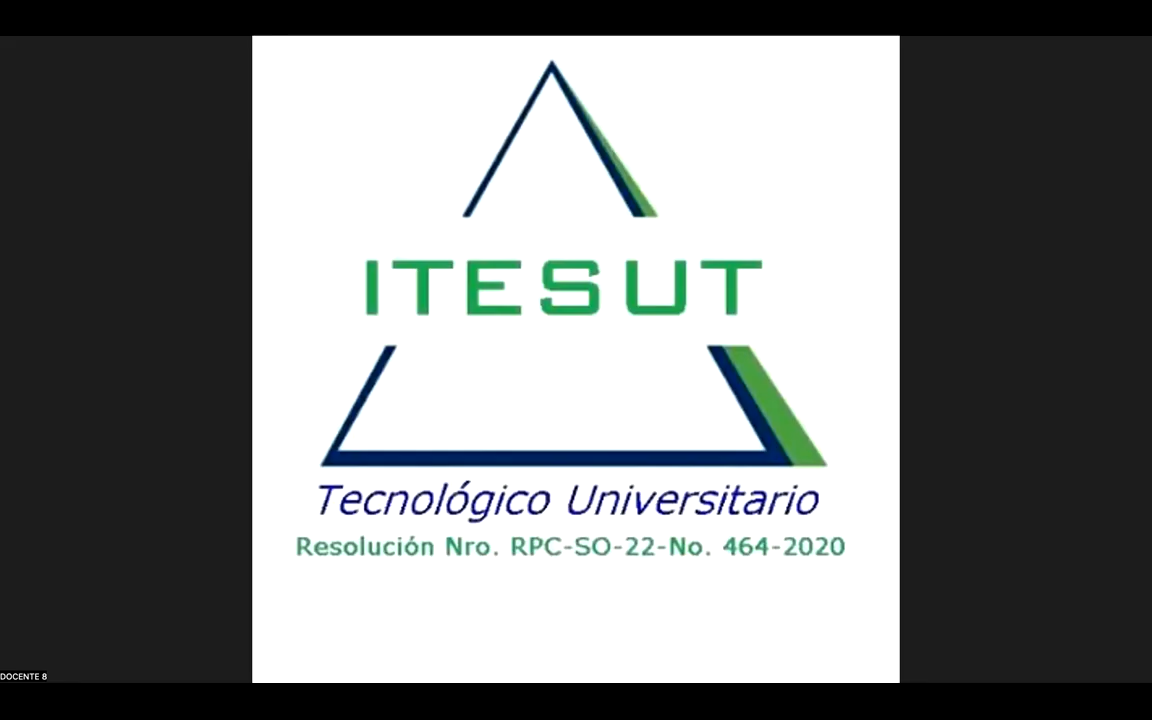 ITESUT
Tecnológico Universitario
Resolución Nro. RPC-SO-22-No. 464-2020
DOCENTE 8